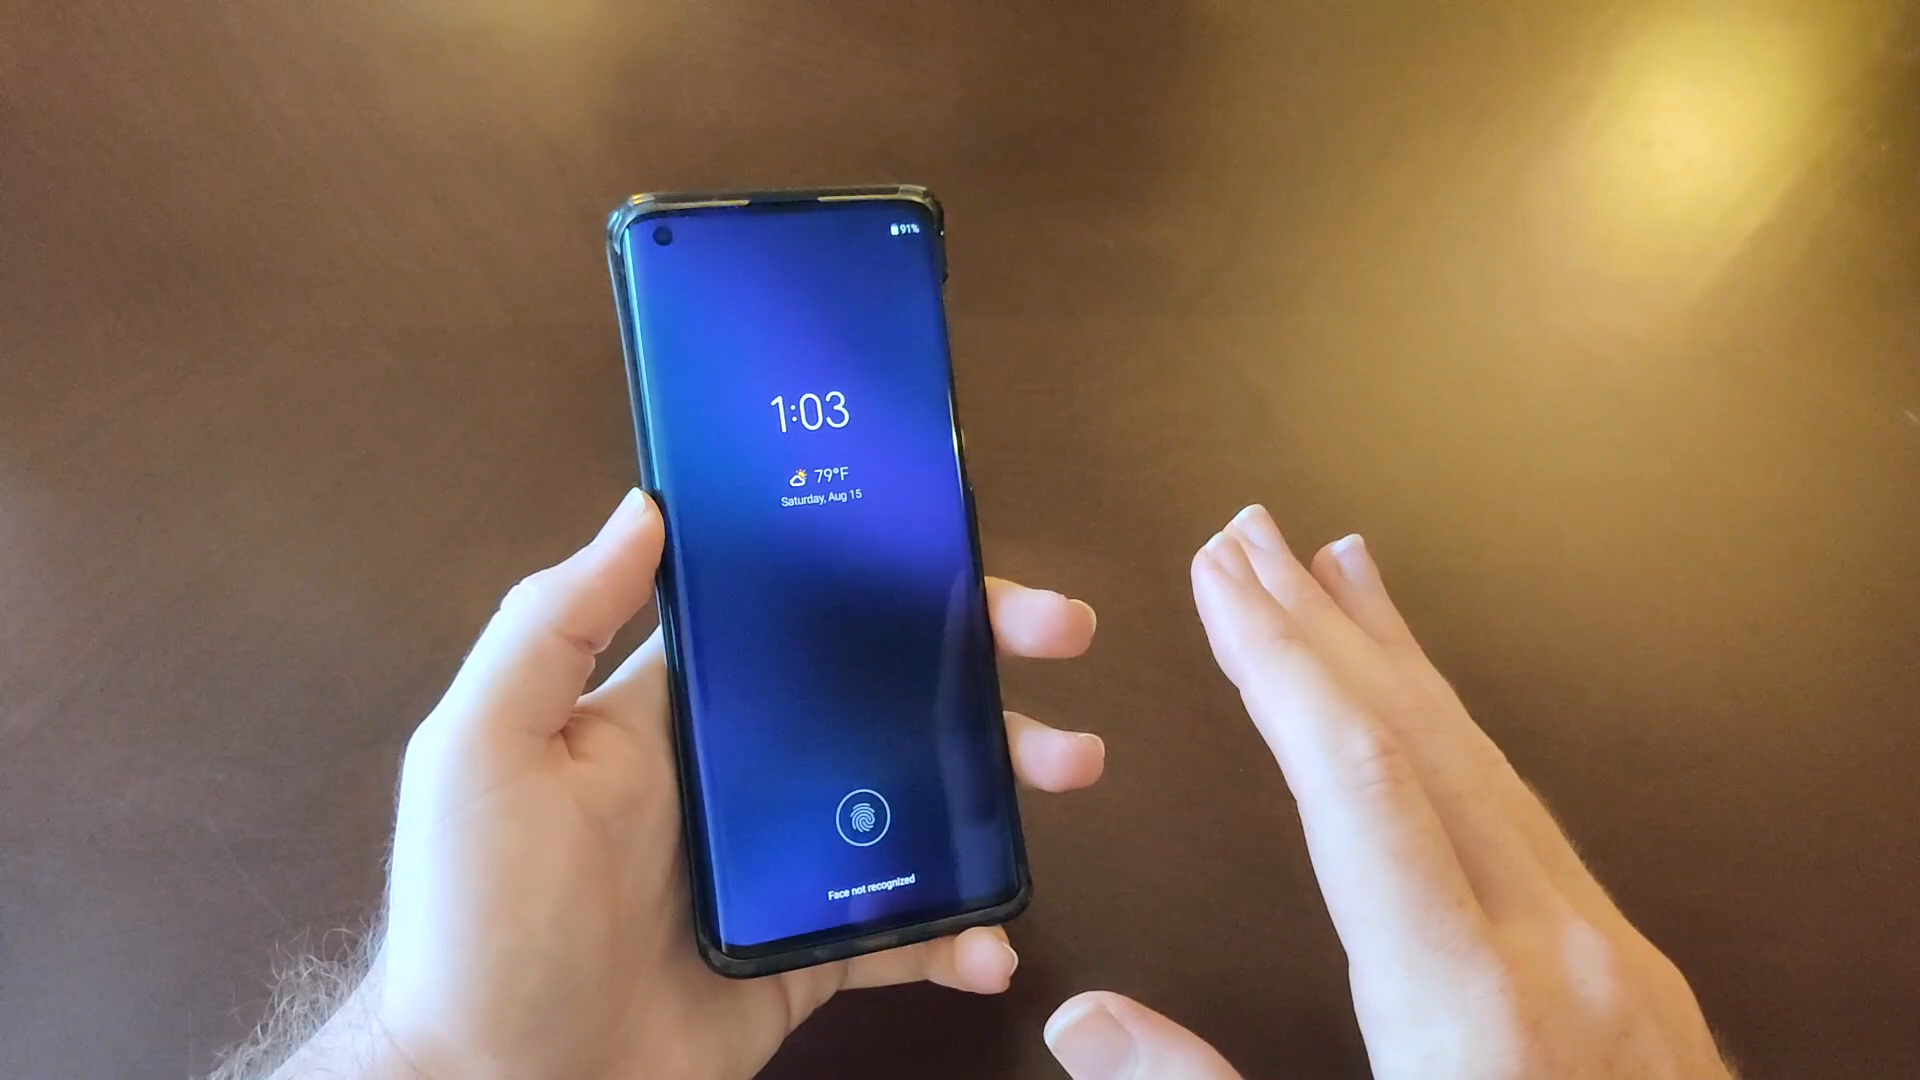 91%
1:03
79°F
Saturday, Aug 15
Face not recognized